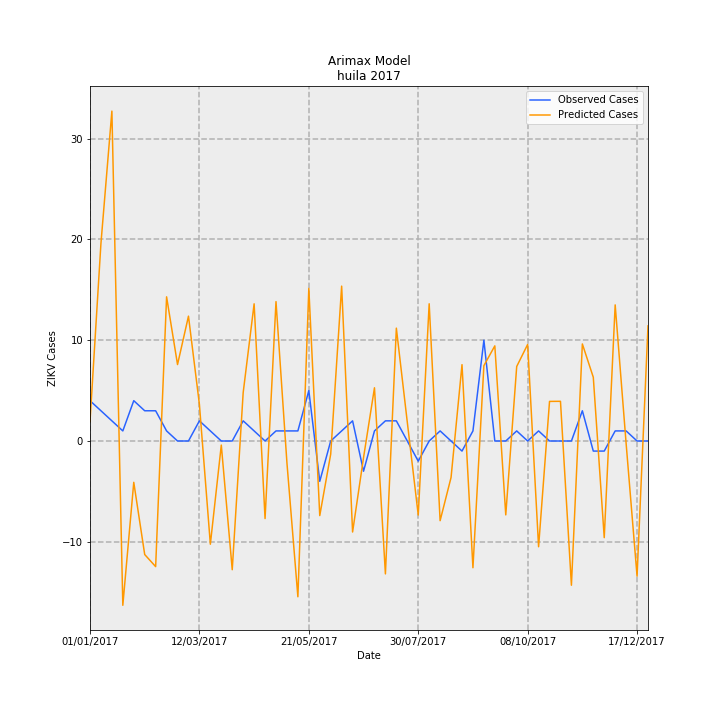 Arimax Model
huila 2017
Observed Cases
Predicted Cases
ZIKV Cases
30
20
10
0
−10
01/01/2017
12/03/2017
21/05/2017
30/07/2017
08/10/2017
17/12/2017
Date